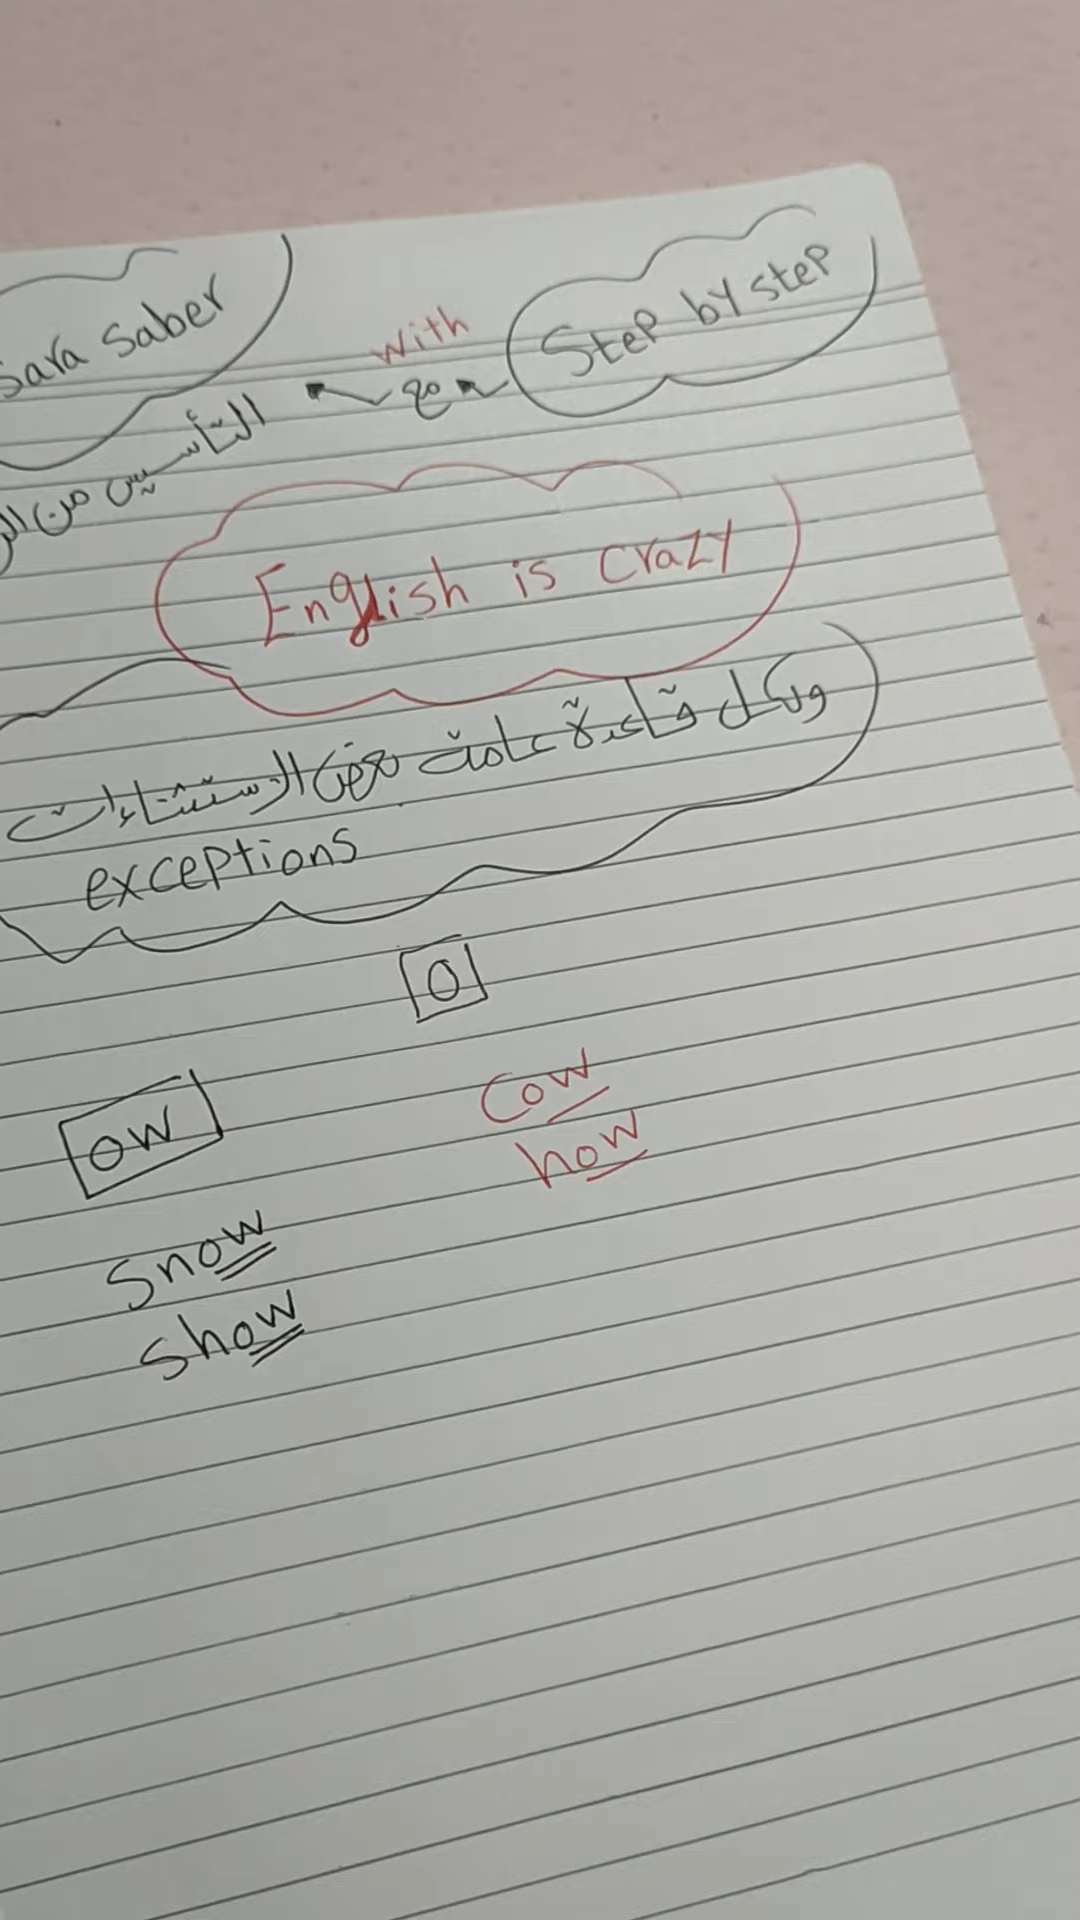 Step by step
with
مع
Sara Saber
التأسيس من
English is crazy
ولكل قاعدة عامة بعض الاستثناءات
exceptions
O
ow
Cow
how
Snow
show